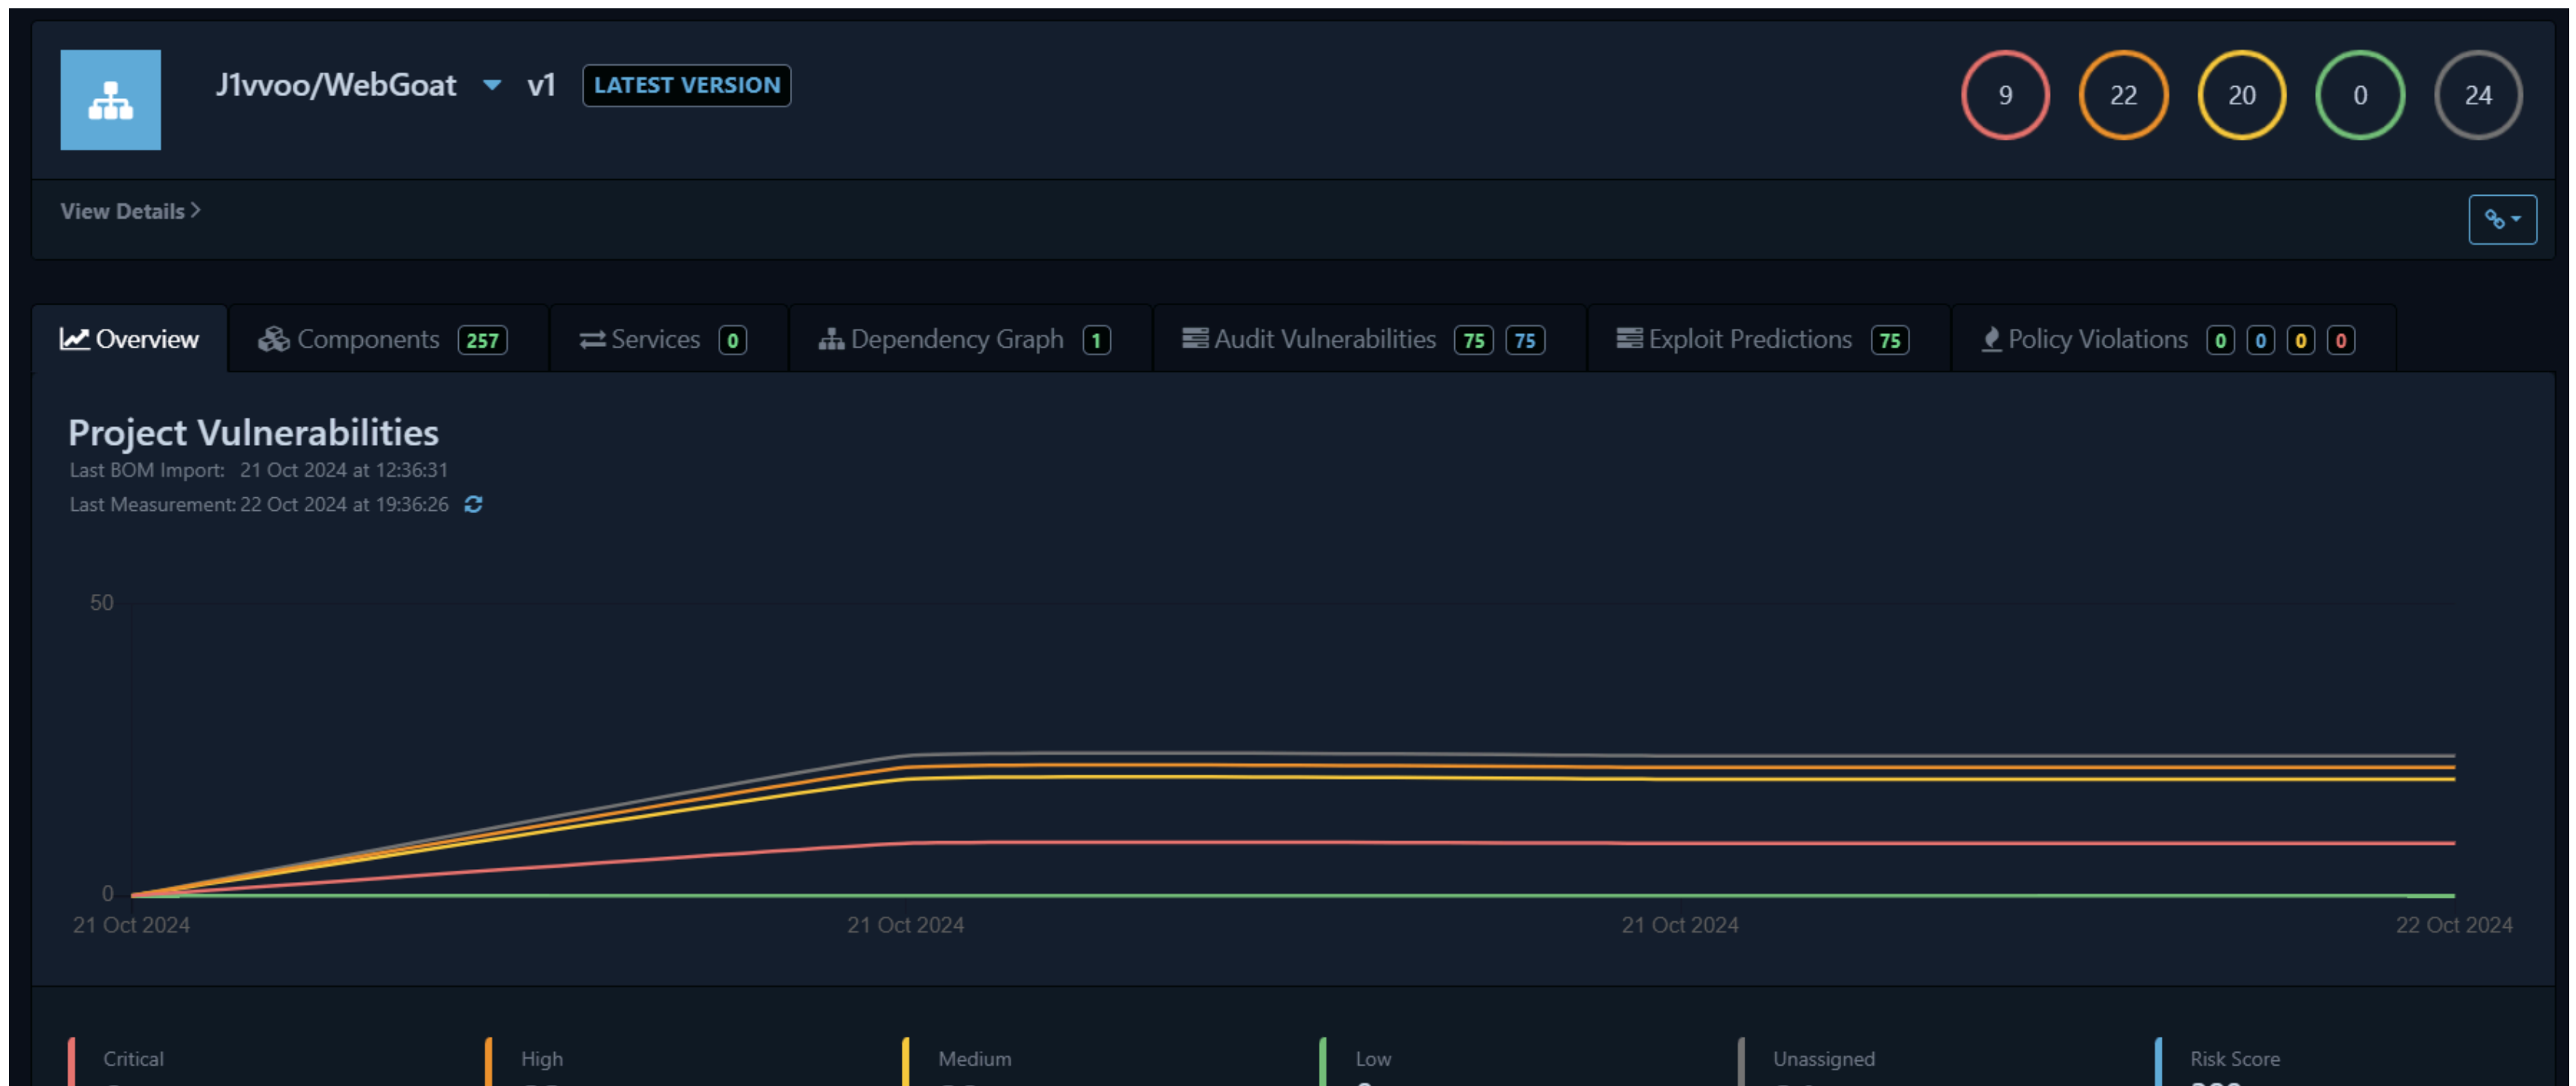 J1vvoo/WebGoat v1 LATEST VERSION 9 22 20 0 24
View Details
Overview Components 257 Services 0 Dependency Graph 1 Audit Vulnerabilities 75 75 Exploit Predictions 75 Policy Violations 0 0 0 0
Project Vulnerabilities
Last BOM Import: 21 Oct 2024 at 12:36:31
Last Measurement: 22 Oct 2024 at 19:36:26
50
0
21 Oct 2024 21 Oct 2024 21 Oct 2024 22 Oct 2024
Critical High Medium Low Unassigned Risk Score